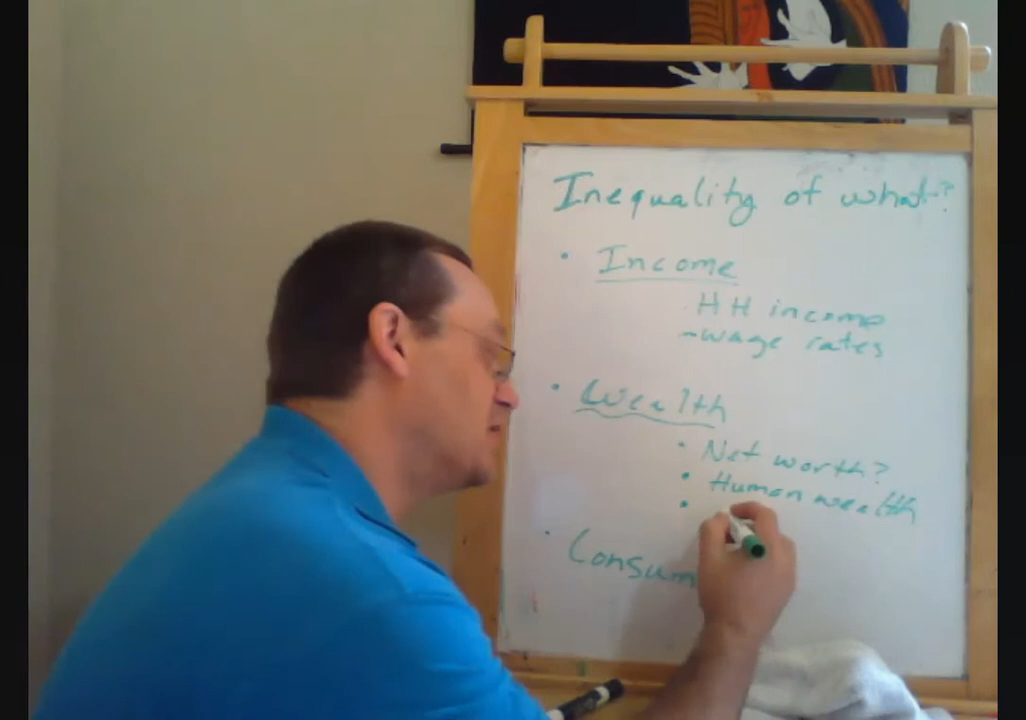 Inequality of what?
• Income
- HH income
- wage rates
• Wealth
• Net worth?
• Human wealth
•
• Consum